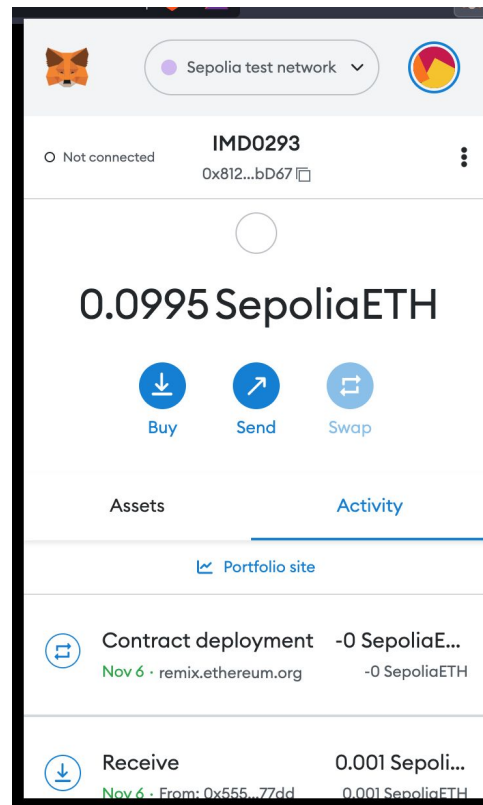 Sepolia test network
IMD0293
Not connected
0x812...bD67
0.0995 SepoliaETH
Buy Send Swap
Assets Activity
Portfolio site
Contract deployment -0 SepoliaE...
Nov 6 · remix.ethereum.org -0 SepoliaETH
Receive 0.001 Sepoli...
Nov 6 · From: 0x555...77dd 0.001 SepoliaETH